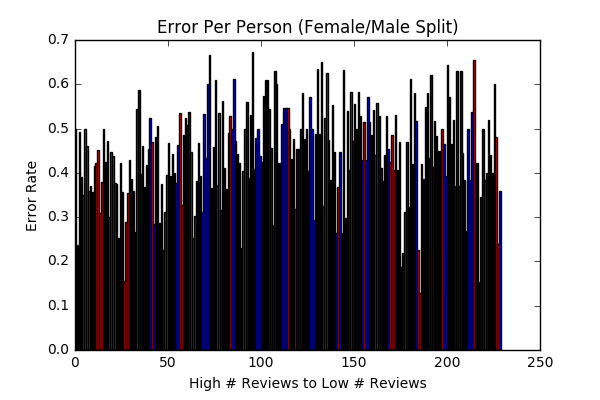 Error Per Person (Female/Male Split)
0.7
0.6
0.5
0.4
0.3
0.2
0.1
0.0
Error Rate
0 50 100 150 200 250
High # Reviews to Low # Reviews